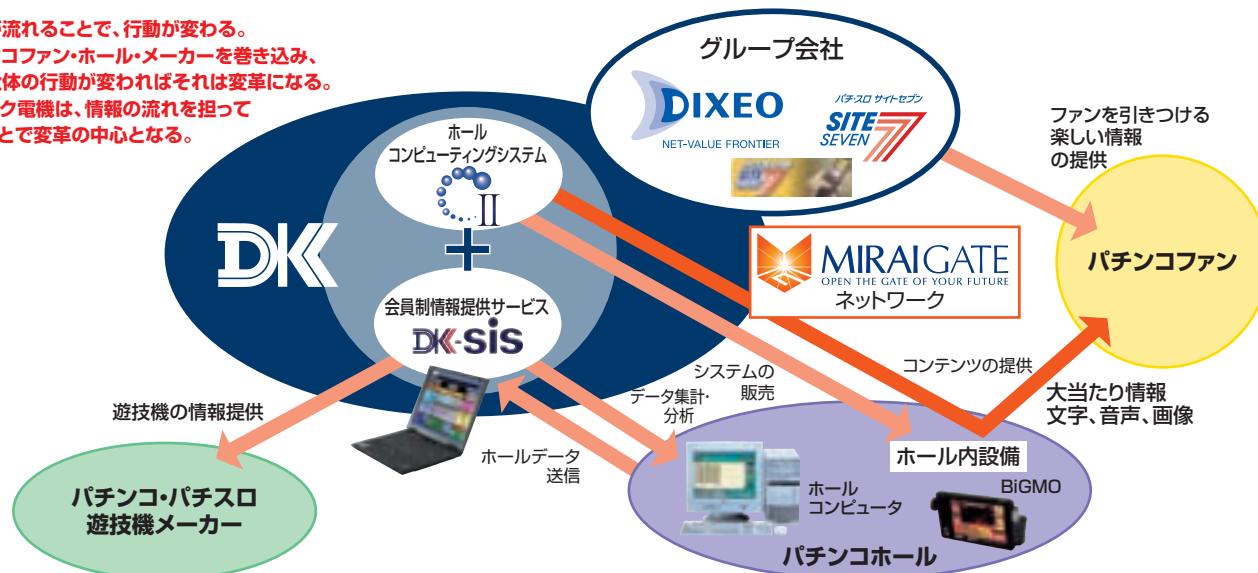 流れることで、行動が変わる。
コファン・ホール・メーカーを巻き込み、
体の行動が変わればそれは変革になる。
ク電機は、情報の流れを担って
とで変革の中心となる。
グループ会社
DIXEO
NET-VALUE FRONTIER
パチ・スロ サイトセブン
SITE
SEVEN
77
ファンを引きつける
楽しい情報
の提供
パチンコファン
DK
ホール
コンピューティングシステム
CII
+
会員制情報提供サービス
DK-SiS
MIRAIGATE
OPEN THE GATE OF YOUR FUTURE
ネットワーク
コンテンツの提供
大当たり情報
文字、音声、画像
システムの
販売
データ集計・
分析
ホールデータ
送信
遊技機の情報提供
パチンコ・パチスロ
遊技機メーカー
ホール内設備
BiGMO
ホール
コンピュータ
パチンコホール